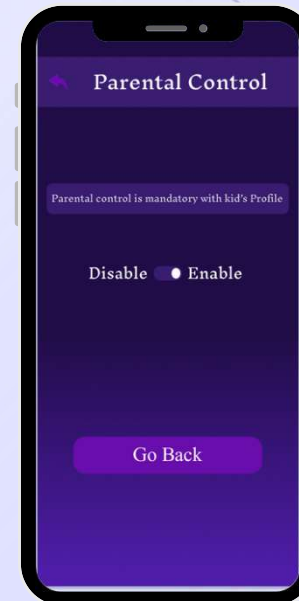 Parental Control
Parental control is mandatory with kid's Profile
Disable Enable
Go Back